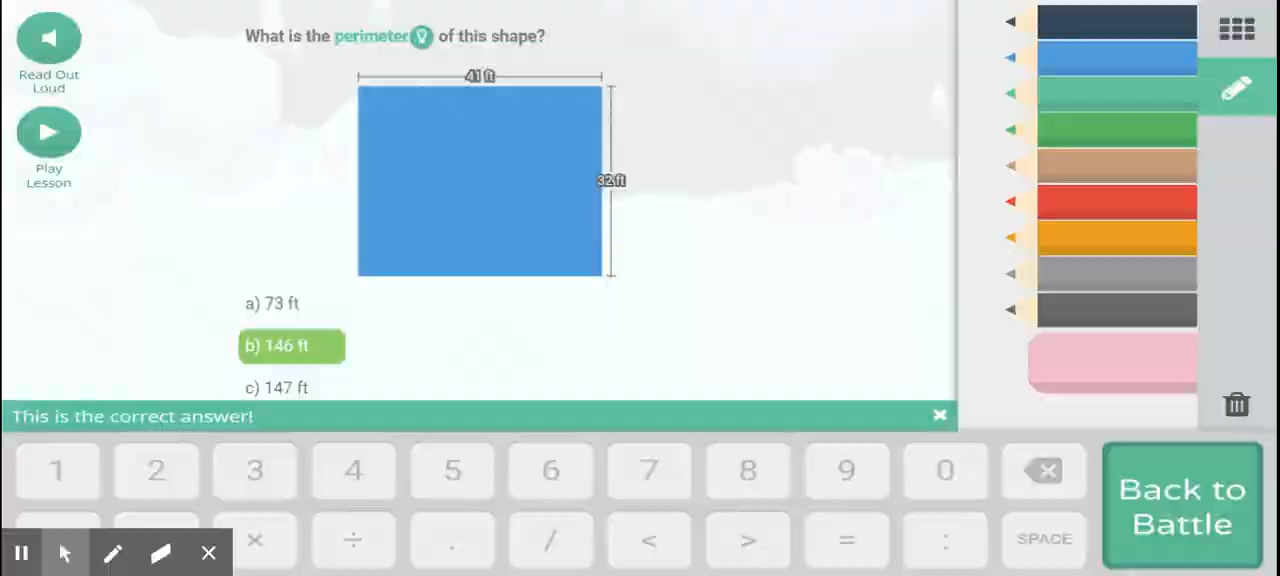 What is the perimeter of this shape?
Read Out
Loud
Play
Lesson
41 ft
32 ft
a) 73 ft
b) 146 ft
c) 147 ft
This is the correct answer!
1 2 3 4 5 6 7 8 9 0
× ÷ . / < > = : SPACE
Back to
Battle